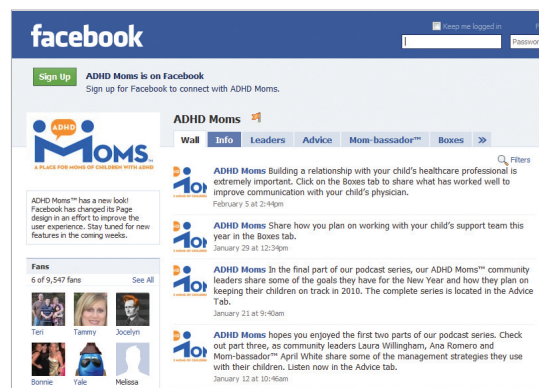 facebook
Keep me logged in
Passwor
Sign Up
ADHD Moms is on Facebook
Sign up for Facebook to connect with ADHD Moms.
ADHD
MOMS
A PLACE FOR MOMS OF CHILDREN WITH ADHD
ADHD Moms
Wall Info Leaders Advice Mom-bassador™ Boxes »
Filters
ADHD Moms Building a relationship with your child's healthcare professional is
extremely important. Click on the Boxes tab to share what has worked well to
improve communication with your child's physician.
February 5 at 2:44pm
ADHD Moms Share how you plan on working with your child's support team this
year in the Boxes tab.
January 29 at 12:34pm
ADHD Moms In the final part of our podcast series, our ADHD Moms™ community
leaders share some of the goals they have for the New Year and how they plan on
keeping their children on track in 2010. The complete series is located in the Advice
Tab.
January 21 at 9:40am
ADHD Moms hopes you enjoyed the first two parts of our podcast series. Check
out part three, as community leaders Laura Willingham, Ana Romero and
Mom-bassador™ April White share some of the management strategies they use
with their children. Listen now in the Advice tab.
January 12 at 10:46am
ADHD Moms™ has a new look!
Facebook has changed its Page
design in an effort to improve the
user experience. Stay tuned for new
features in the coming weeks.
Fans
6 of 9,547 fans See All
Teri Tammy Jocelyn
Bonnie Yale Melissa